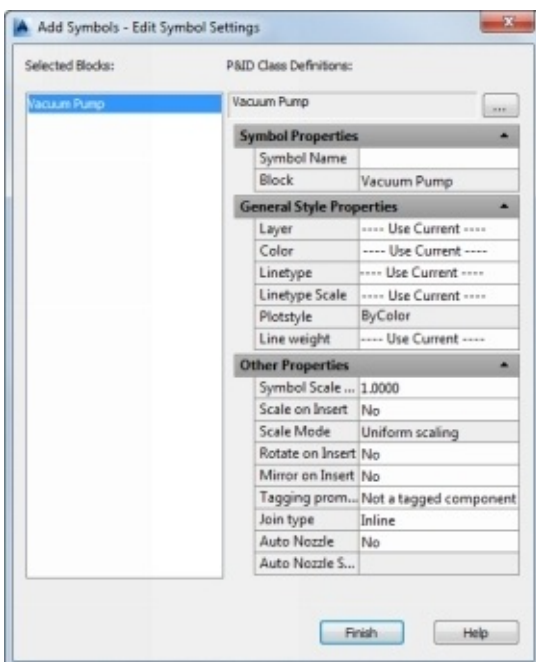 Add Symbols - Edit Symbol Settings
Selected Blocks:
P&ID Class Definitions:
Vacuum Pump
Vacuum Pump
...
Symbol Properties
Symbol Name
Block Vacuum Pump
General Style Properties
Layer ---- Use Current ----
Color ---- Use Current ----
Linetype ---- Use Current ----
Linetype Scale ---- Use Current ----
Plotstyle ByColor
Line weight ---- Use Current ----
Other Properties
Symbol Scale ... 1.0000
Scale on Insert No
Scale Mode Uniform scaling
Rotate on Insert No
Mirror on Insert No
Tagging prom... Not a tagged component
Join type Inline
Auto Nozzle No
Auto Nozzle S...
Finish
Help